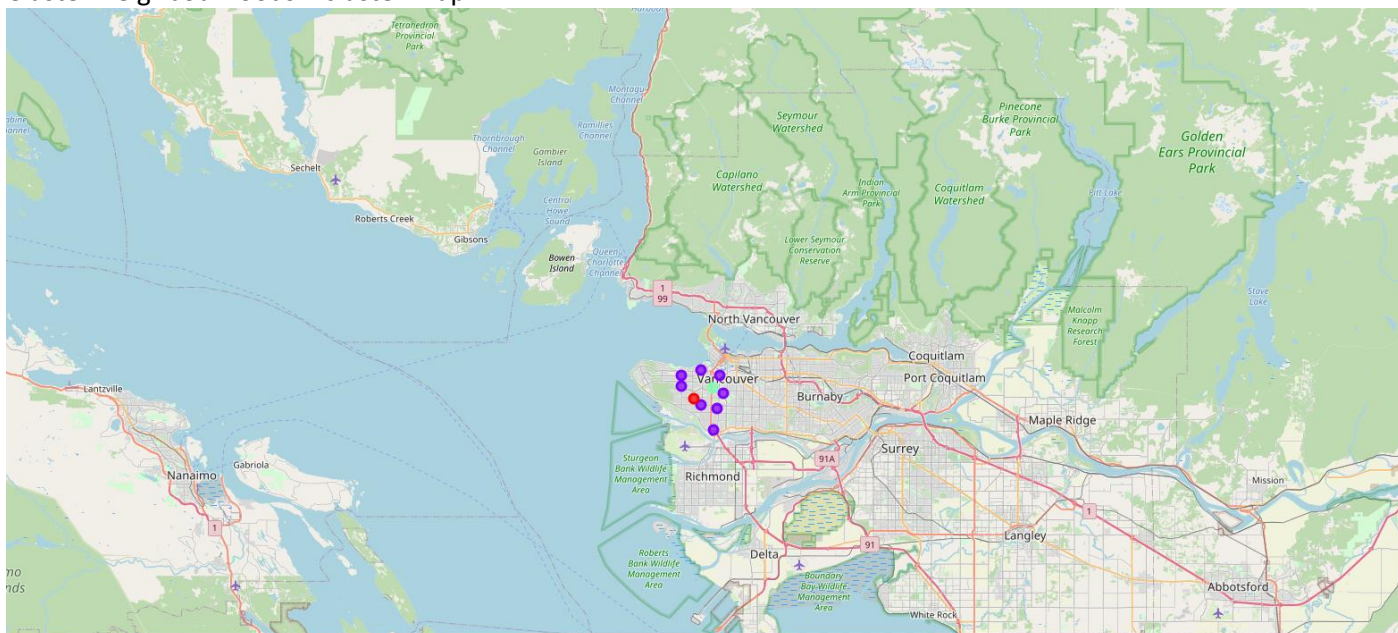 Tetrahedron
Provincial
Park
Montagu
Channel
Ramillies
Channel
Thornbrough
Channel
Gambier
Island
Sechelt
Roberts Creek
Gibsons
Central
Howe
Sound
Bowen
Island
Queen
Charlotte
Channel
Seymour
Watershed
Capilano
Watershed
Indian
Arm Provincial
Park
Coquitlam
Watershed
Lower Seymour
Conservation
Reserve
Pinecone
Burke Provincial
Park
Pitt Lake
Golden
Ears Provincial
Park
Stave
Lake
Malcolm
Knapp
Research
Forest
1
99
North Vancouver
Vancouver
Burnaby
Coquitlam
Port Coquitlam
Maple Ridge
Mission
Surrey
91A
Richmond
Sturgeon
Bank Wildlife
Management
Area
Lantzville
Nanaimo
Gabriola
1
Roberts
Bank Wildlife
Management
Area
Delta
91
Boundary
Bay Wildlife
Management
Area
White Rock
Langley
1
Abbotsford